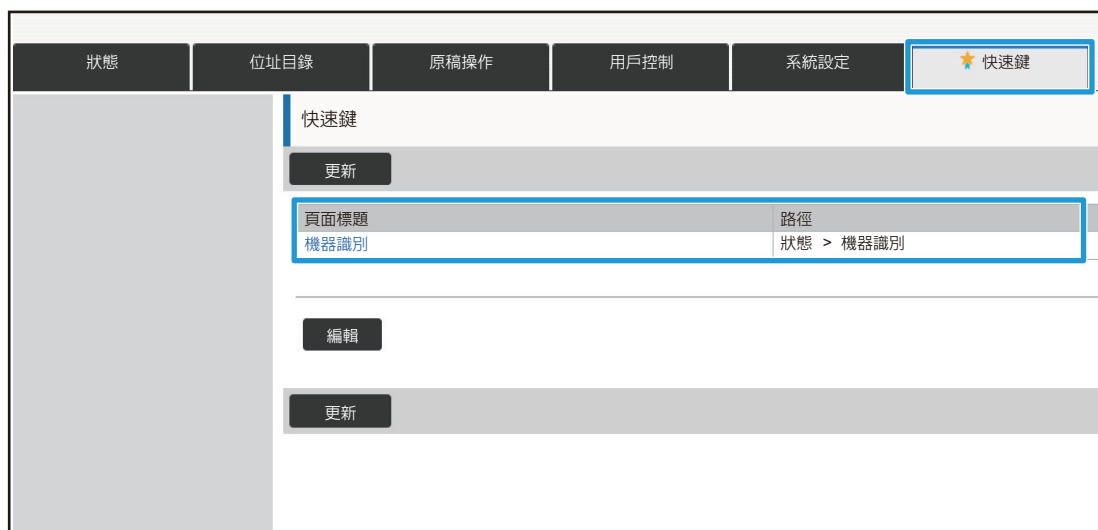 狀態 位址目錄 原稿操作 用戶控制 系統設定 快速鍵
快速鍵
更新
頁面標題 路徑
機器識別 狀態 > 機器識別
編輯
更新